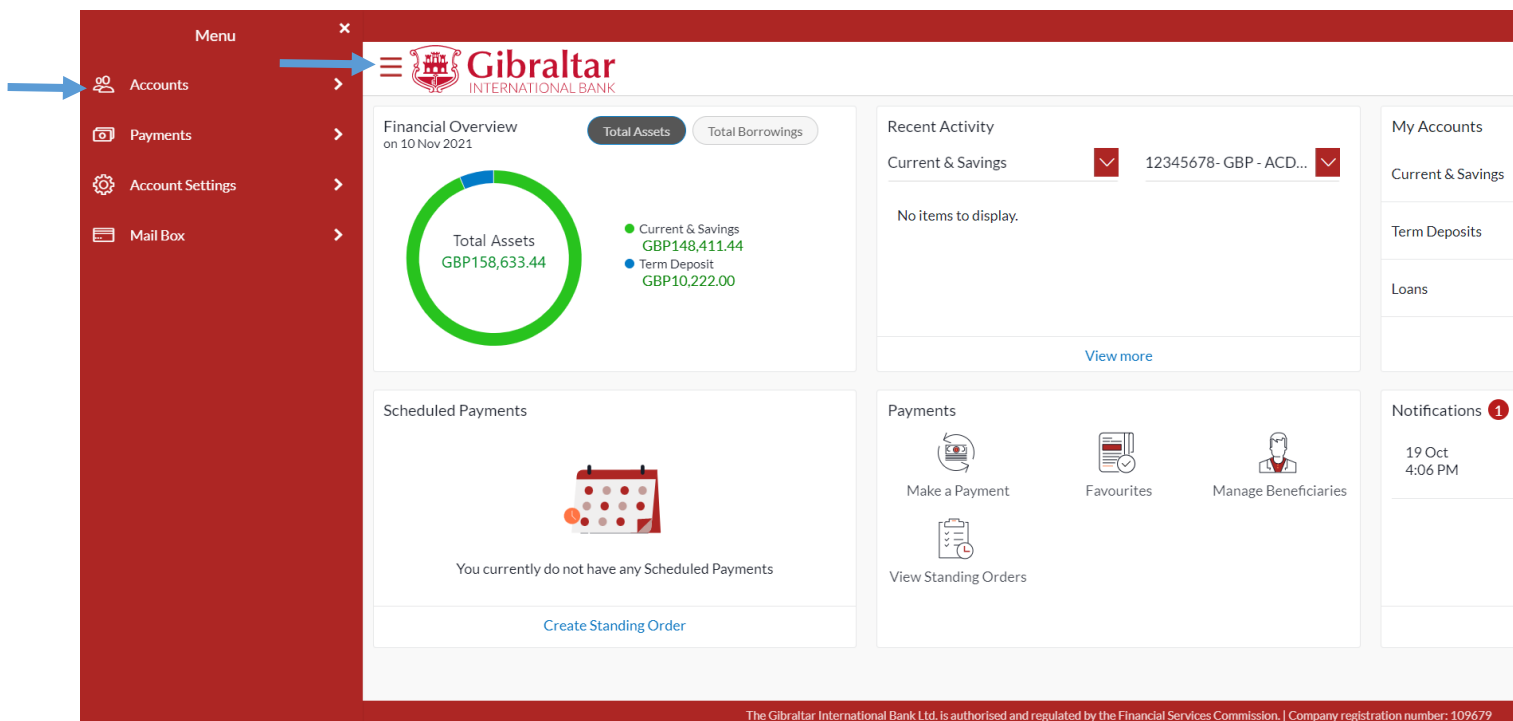 Menu
×
Accounts
Payments
Account Settings
Mail Box
Gibraltar
INTERNATIONAL BANK
Financial Overview
on 10 Nov 2021
Total Assets
Total Borrowings
Total Assets
GBP158,633.44
Current & Savings
GBP148,411.44
Term Deposit
GBP10,222.00
Recent Activity
Current & Savings
12345678- GBP - ACD...
No items to display.
View more
My Accounts
Current & Savings
Term Deposits
Loans
Scheduled Payments
You currently do not have any Scheduled Payments
Create Standing Order
Payments
Make a Payment
Favourites
Manage Beneficiaries
View Standing Orders
Notifications 1
19 Oct
4:06 PM
The Gibraltar International Bank Ltd. is authorised and regulated by the Financial Services Commission. | Company registration number: 109679